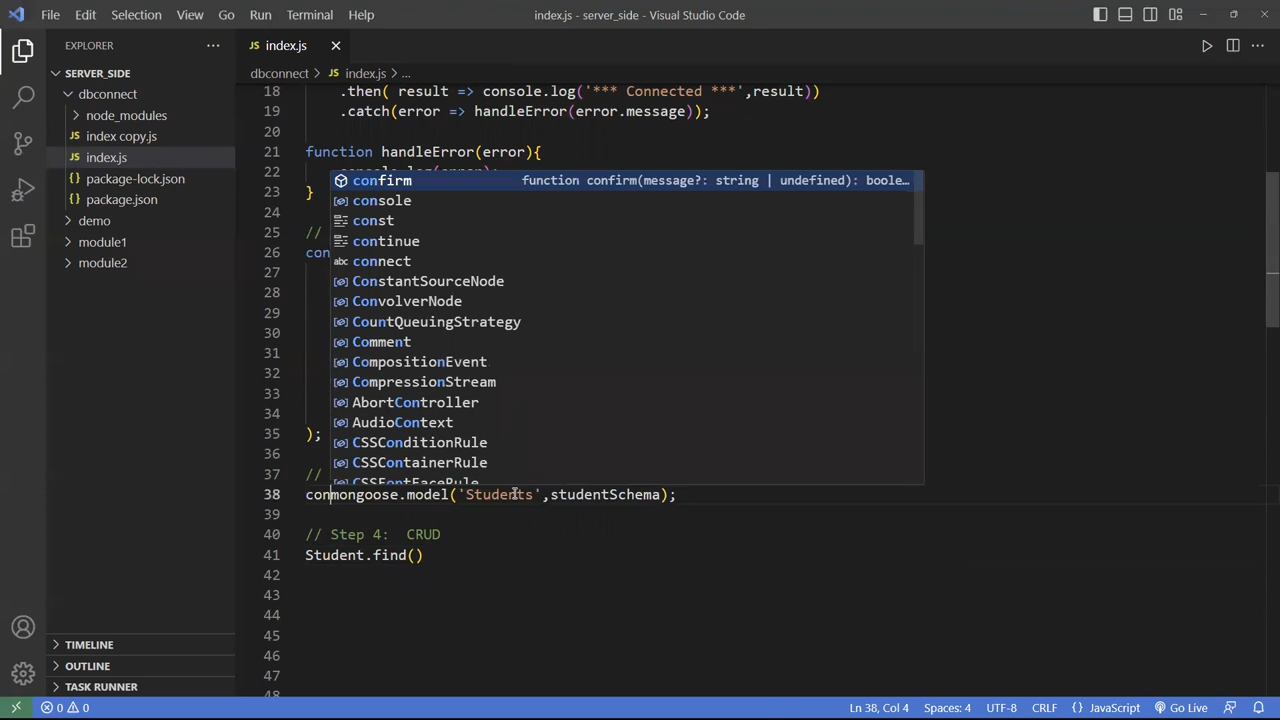 File Edit Selection View Go Run Terminal Help
index.js - server_side - Visual Studio Code
EXPLORER
SERVER_SIDE
dbconnect
node_modules
JS index copy.js
JS index.js
{} package-lock.json
{} package.json
demo
module1
module2
TIMELINE
OUTLINE
TASK RUNNER
JS index.js
dbconnect > JS index.js > ...
18 .then( result => console.log('*** Connected ***',result))
19 .catch(error => handleError(error.message));
20
21 function handleError(error){
22
23 }
24
25 //
26 con
27
28
29
30
31
32
33
34
35 );
36
37 //
38 conmongoose.model('Students',studentSchema);
39
40 // Step 4:  CRUD
41 Student.find()
42
43
44
45
46
47
confirm function confirm(message?: string | undefined): boole…
console
const
continue
abc connect
ConstantSourceNode
ConvolverNode
CountQueuingStrategy
Comment
CompositionEvent
CompressionStream
AbortController
AudioContext
CSSConditionRule
CSSContainerRule
CSSFontFaceRule
0 0
Ln 38, Col 4 Spaces: 4 UTF-8 CRLF {} JavaScript Go Live